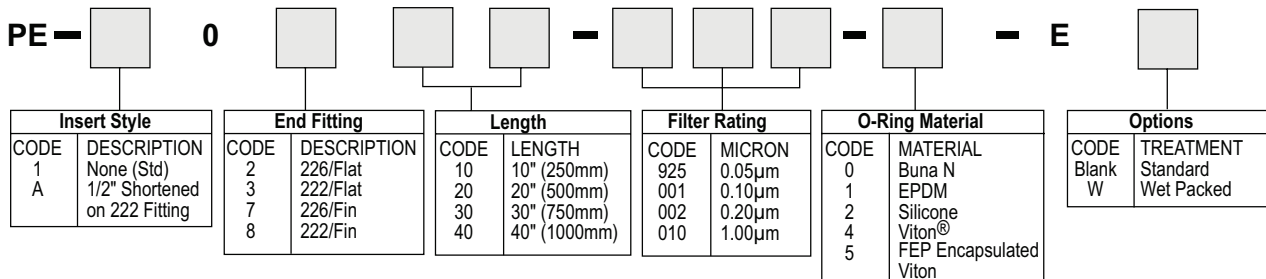 PE – 0 – – – E
Insert Style
CODE DESCRIPTION
1 None (Std)
A 1/2" Shortened
on 222 Fitting
End Fitting
CODE DESCRIPTION
2 226/Flat
3 222/Flat
7 226/Fin
8 222/Fin
Length
CODE LENGTH
10 10" (250mm)
20 20" (500mm)
30 30" (750mm)
40 40" (1000mm)
Filter Rating
CODE MICRON
925 0.05µm
001 0.10µm
002 0.20µm
010 1.00µm
O-Ring Material
CODE MATERIAL
0 Buna N
1 EPDM
2 Silicone
4 Viton®
5 FEP Encapsulated
Viton
Options
CODE TREATMENT
Blank Standard
W Wet Packed